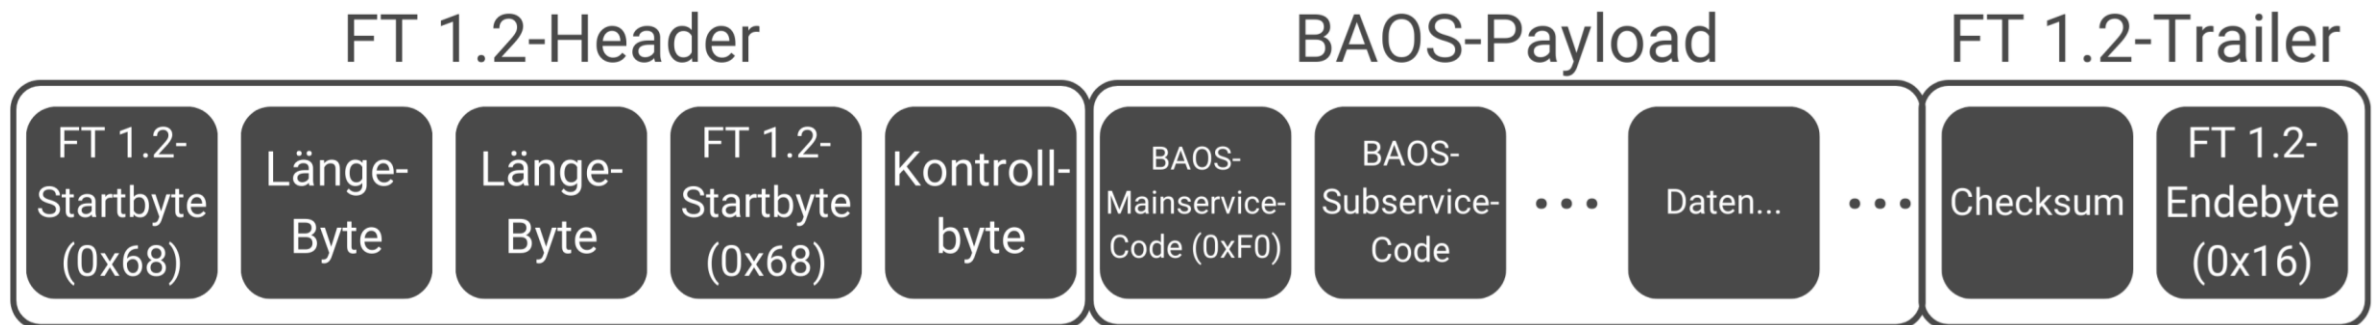 FT 1.2-Header
BAOS-Payload
FT 1.2-Trailer
FT 1.2-
Startbyte
(0x68)
Länge-
Byte
Länge-
Byte
FT 1.2-
Startbyte
(0x68)
Kontroll-
byte
BAOS-
Mainservice-
Code (0xF0)
BAOS-
Subservice-
Code
...
Daten...
...
Checksum
FT 1.2-
Endebyte
(0x16)